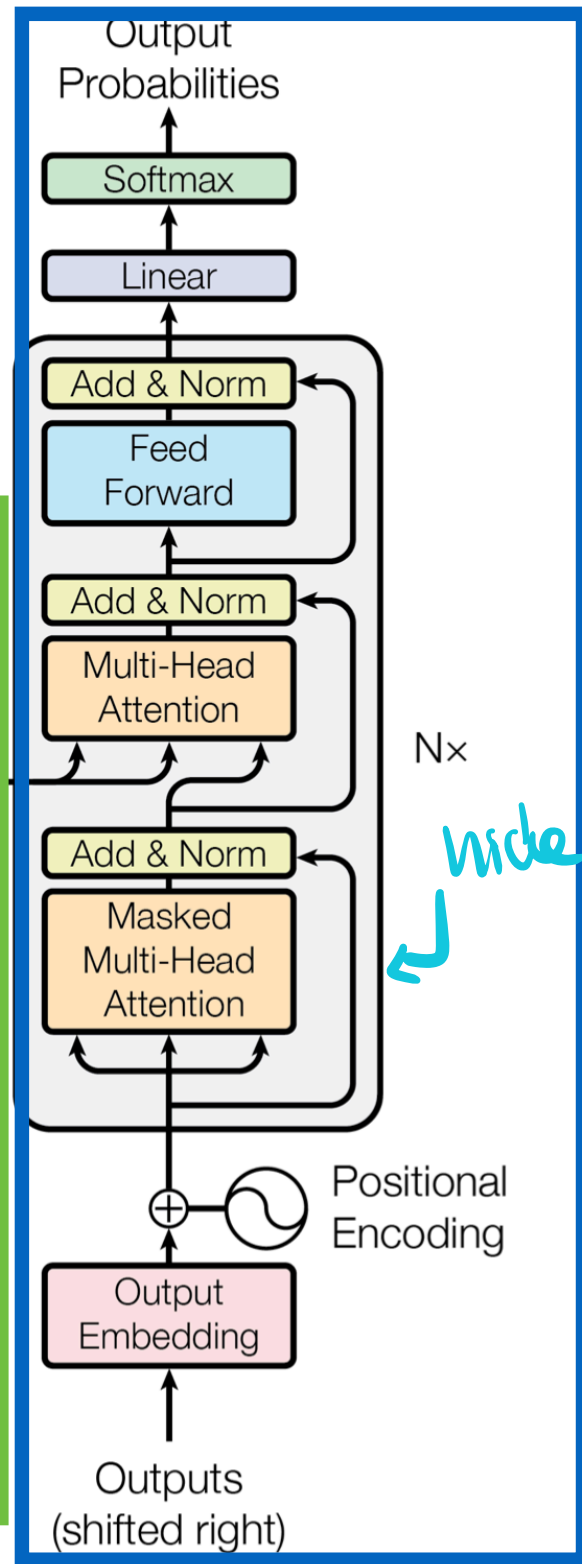 Output
Probabilities
Softmax
Linear
Add & Norm
Feed
Forward
Add & Norm
Multi-Head
Attention
N×
Add & Norm
Masked
Multi-Head
Attention
Positional
Encoding
Output
Embedding
Outputs
(shifted right)